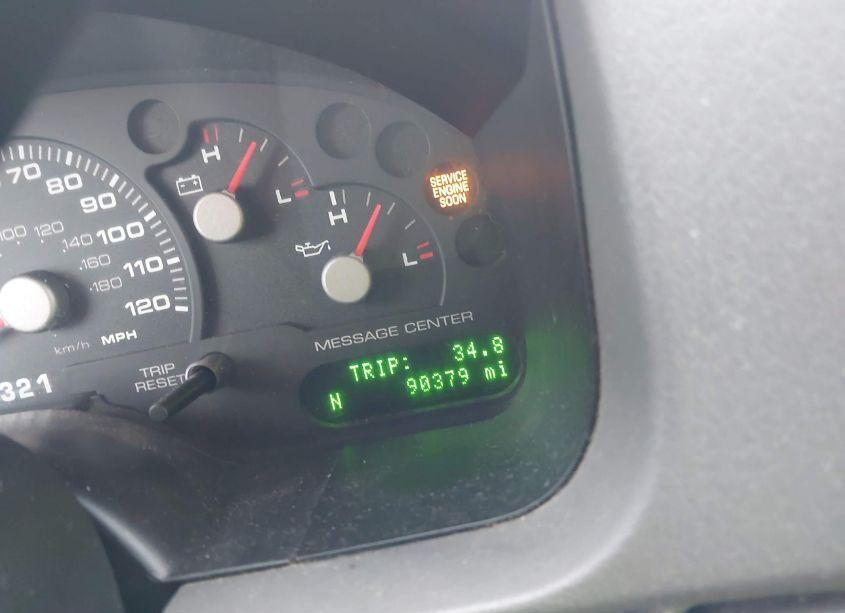 H
L
H
L
SERVICE
ENGINE
SOON
70
80
90
100
110
120
100
120
140
160
180
km/h
MPH
TRIP
RESET
321
MESSAGE CENTER
TRIP: 34.8
N 90379 mi